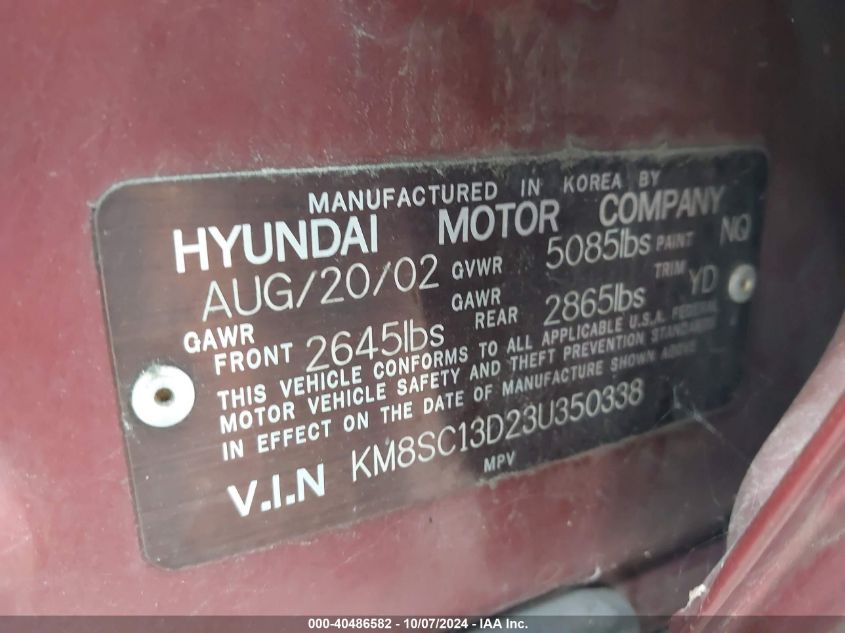 MANUFACTURED IN KOREA BY
HYUNDAI MOTOR COMPANY
AUG/20/02 GVWR 5085lbs PAINT NQ
GAWR FRONT 2645lbs GAWR REAR 2865lbs TRIM YD
THIS VEHICLE CONFORMS TO ALL APPLICABLE U.S.A. FEDERAL
MOTOR VEHICLE SAFETY AND THEFT PREVENTION STANDARDS
IN EFFECT ON THE DATE OF MANUFACTURE SHOWN ABOVE
V.I.N KM8SC13D23U350338
MPV
000-40486582 - 10/07/2024 - IAA Inc.